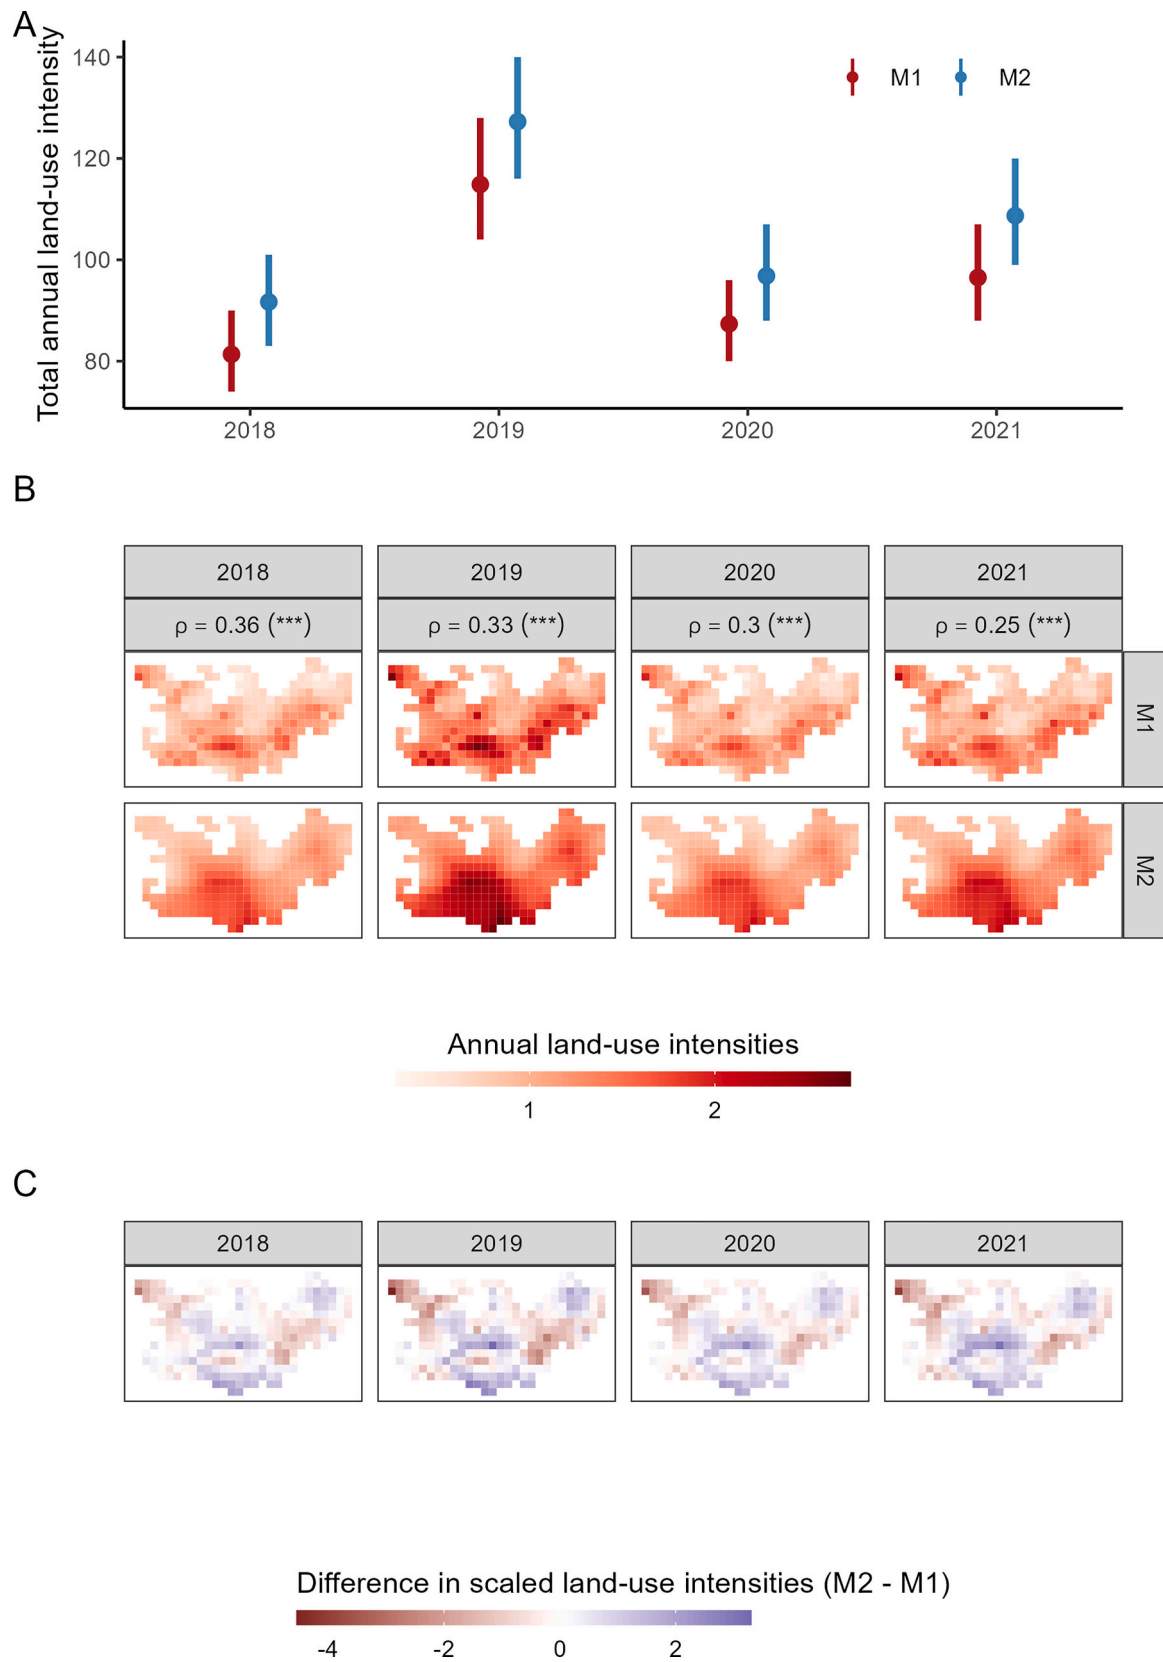 A
Total annual land-use intensity
140
120
100
80
M1 M2
2018 2019 2020 2021
B
2018 2019 2020 2021
ρ = 0.36 (***) ρ = 0.33 (***) ρ = 0.3 (***) ρ = 0.25 (***)
M1
M2
Annual land-use intensities
1 2
C
2018 2019 2020 2021
Difference in scaled land-use intensities (M2 - M1)
-4 -2 0 2